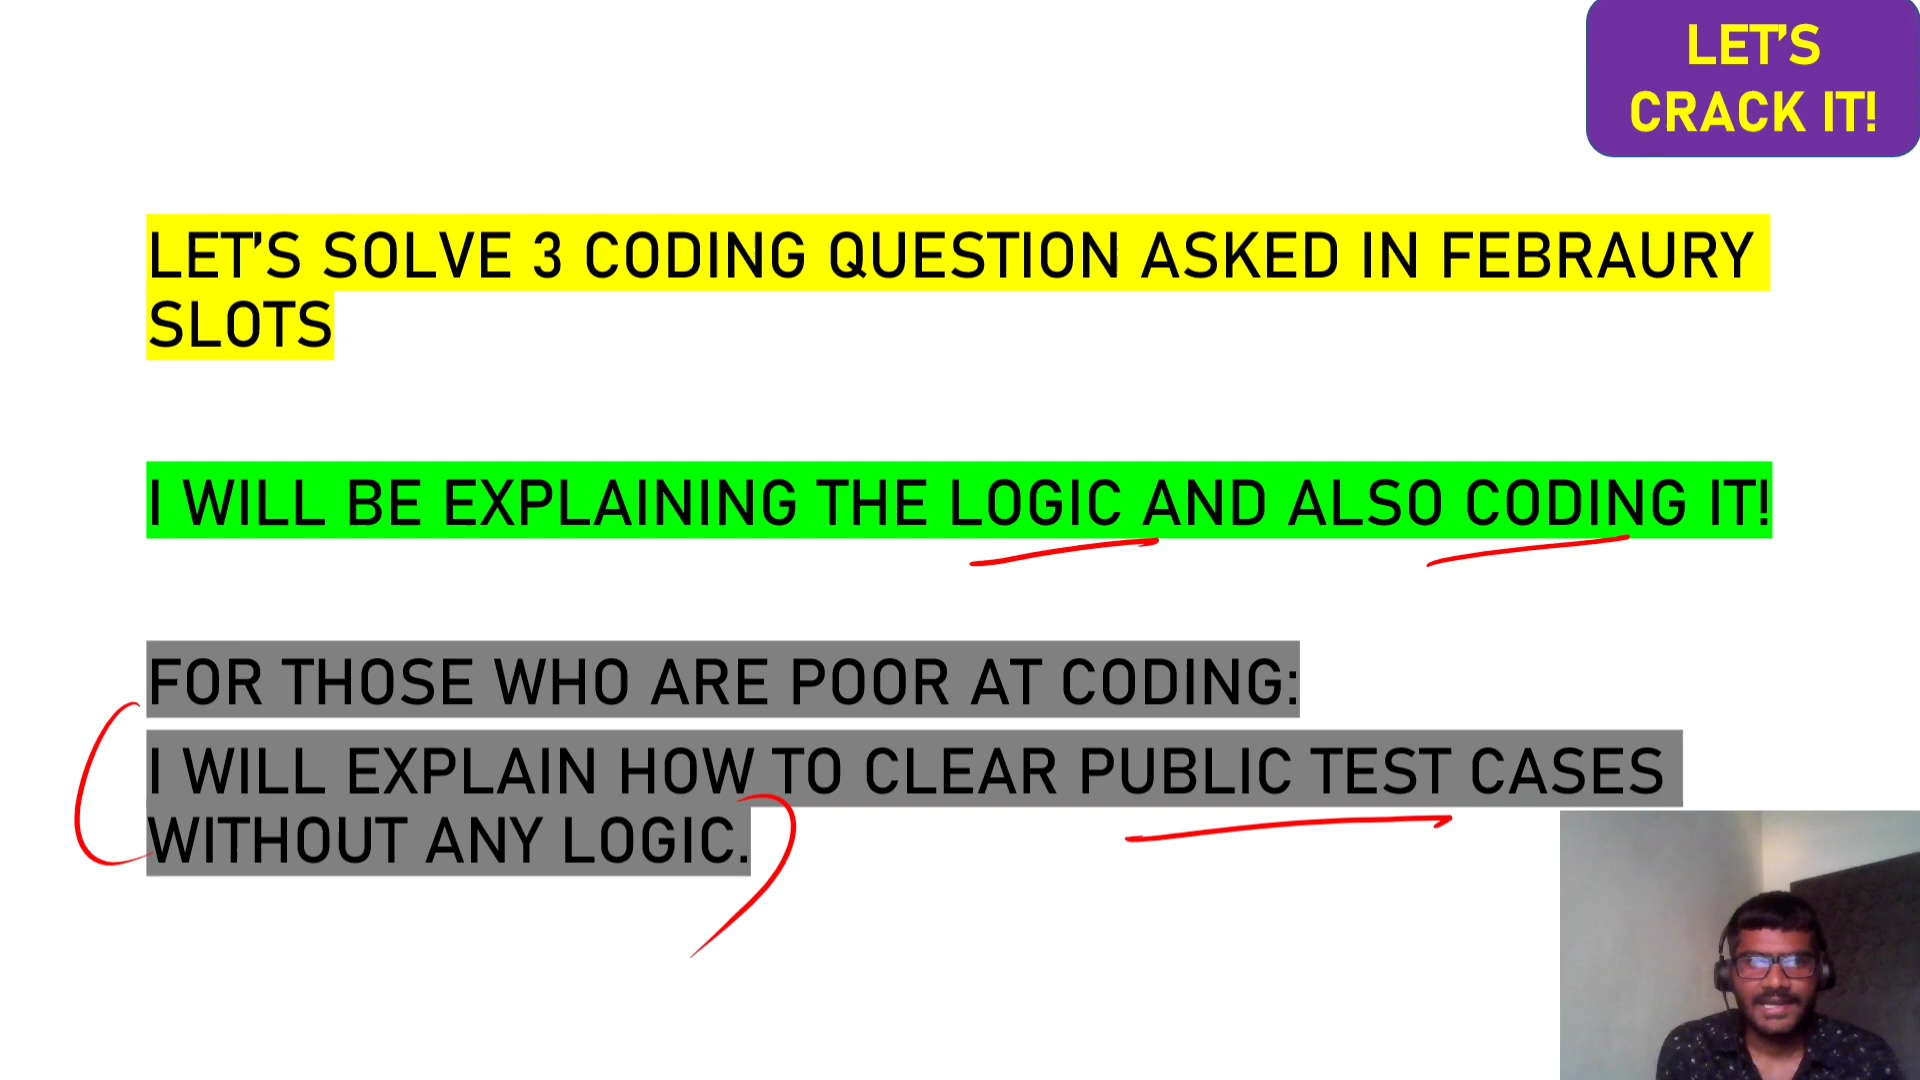 LET'S
CRACK IT!
LET'S SOLVE 3 CODING QUESTION ASKED IN FEBRAURY
SLOTS
I WILL BE EXPLAINING THE LOGIC AND ALSO CODING IT!
FOR THOSE WHO ARE POOR AT CODING:
I WILL EXPLAIN HOW TO CLEAR PUBLIC TEST CASES
WITHOUT ANY LOGIC.